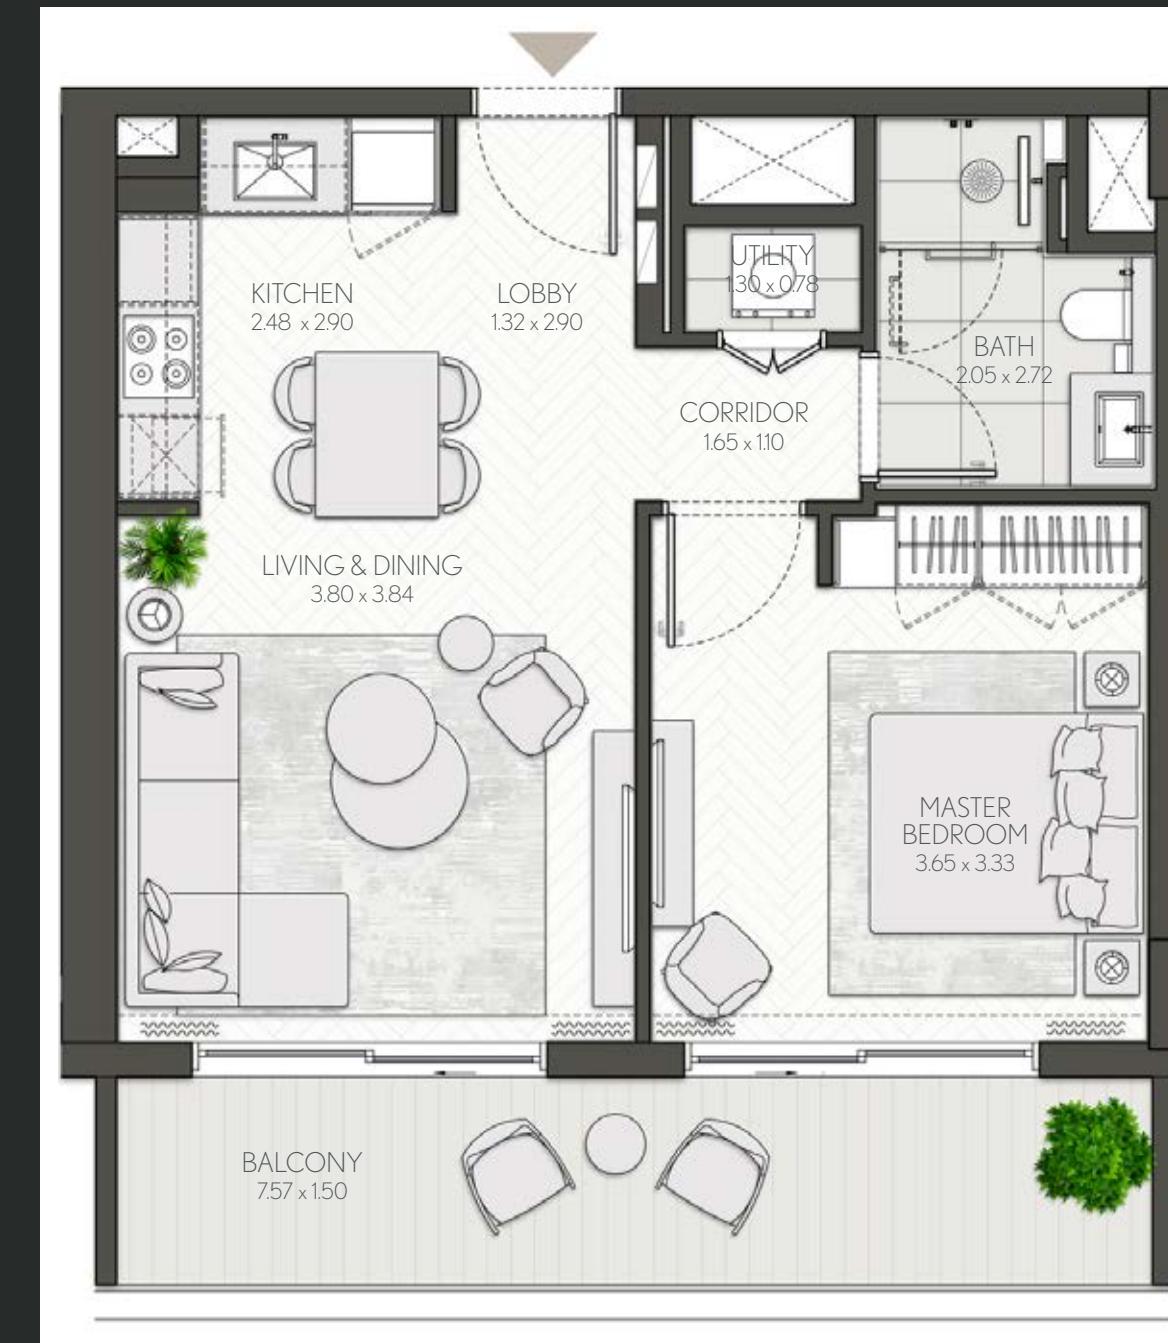 UTILITY
1.30 x 0.78
KITCHEN
2.48 x 2.90
LOBBY
1.32 x 2.90
BATH
2.05 x 2.72
CORRIDOR
1.65 x 1.10
LIVING & DINING
3.80 x 3.84
MASTER
BEDROOM
3.65 x 3.33
BALCONY
7.57 x 1.50